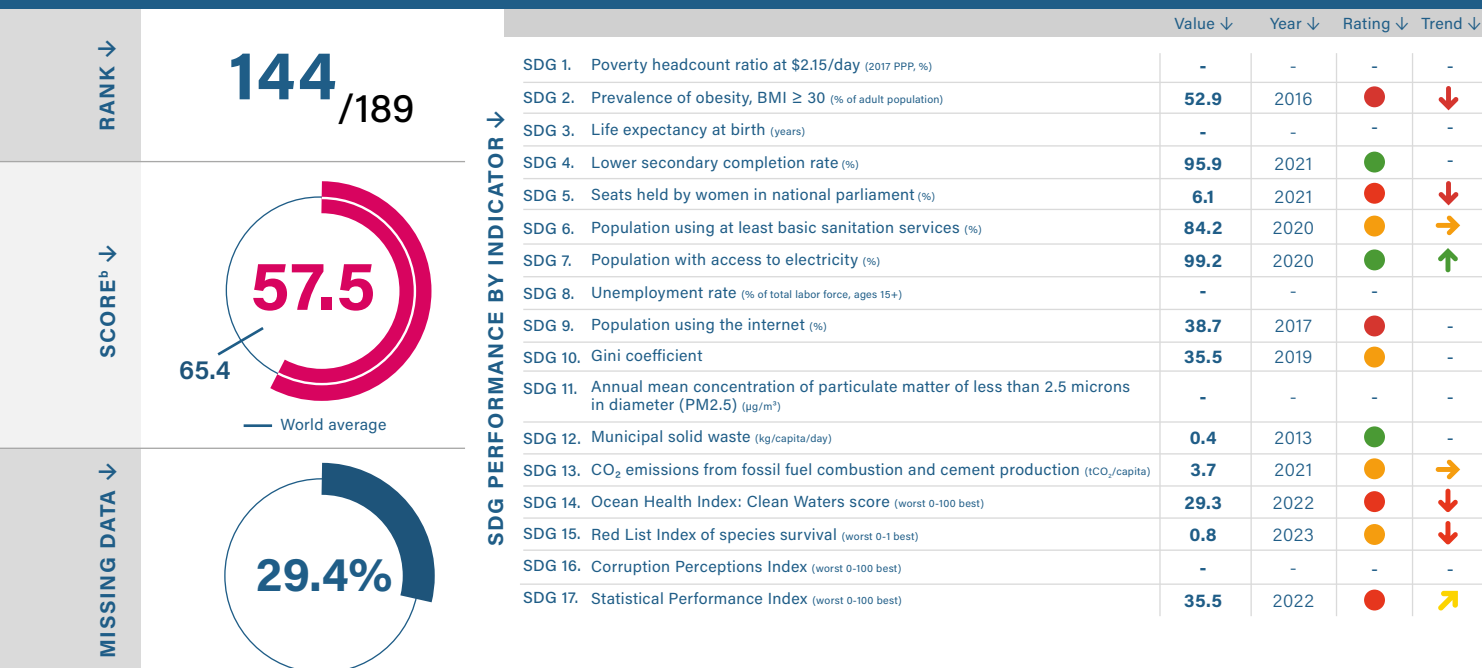 RANK →
144/189
SCOREᵇ →
57.5
65.4
World average
MISSING DATA →
29.4%
SDG PERFORMANCE BY INDICATOR →
Value ↓ Year ↓ Rating ↓ Trend ↓
SDG 1. Poverty headcount ratio at $2.15/day (2017 PPP, %) - - - -
SDG 2. Prevalence of obesity, BMI ≥ 30 (% of adult population) 52.9 2016 ↓
SDG 3. Life expectancy at birth (years) - - - -
SDG 4. Lower secondary completion rate (%) 95.9 2021 -
SDG 5. Seats held by women in national parliament (%) 6.1 2021 ↓
SDG 6. Population using at least basic sanitation services (%) 84.2 2020 →
SDG 7. Population with access to electricity (%) 99.2 2020 ↑
SDG 8. Unemployment rate (% of total labor force, ages 15+) - - -
SDG 9. Population using the internet (%) 38.7 2017 -
SDG 10. Gini coefficient 35.5 2019 -
SDG 11. Annual mean concentration of particulate matter of less than 2.5 microns
in diameter (PM2.5) (µg/m³) - - - -
SDG 12. Municipal solid waste (kg/capita/day) 0.4 2013 -
SDG 13. CO₂ emissions from fossil fuel combustion and cement production (tCO₂/capita) 3.7 2021 →
SDG 14. Ocean Health Index: Clean Waters score (worst 0-100 best) 29.3 2022 ↓
SDG 15. Red List Index of species survival (worst 0-1 best) 0.8 2023 ↓
SDG 16. Corruption Perceptions Index (worst 0-100 best) - - - -
SDG 17. Statistical Performance Index (worst 0-100 best) 35.5 2022 ↗